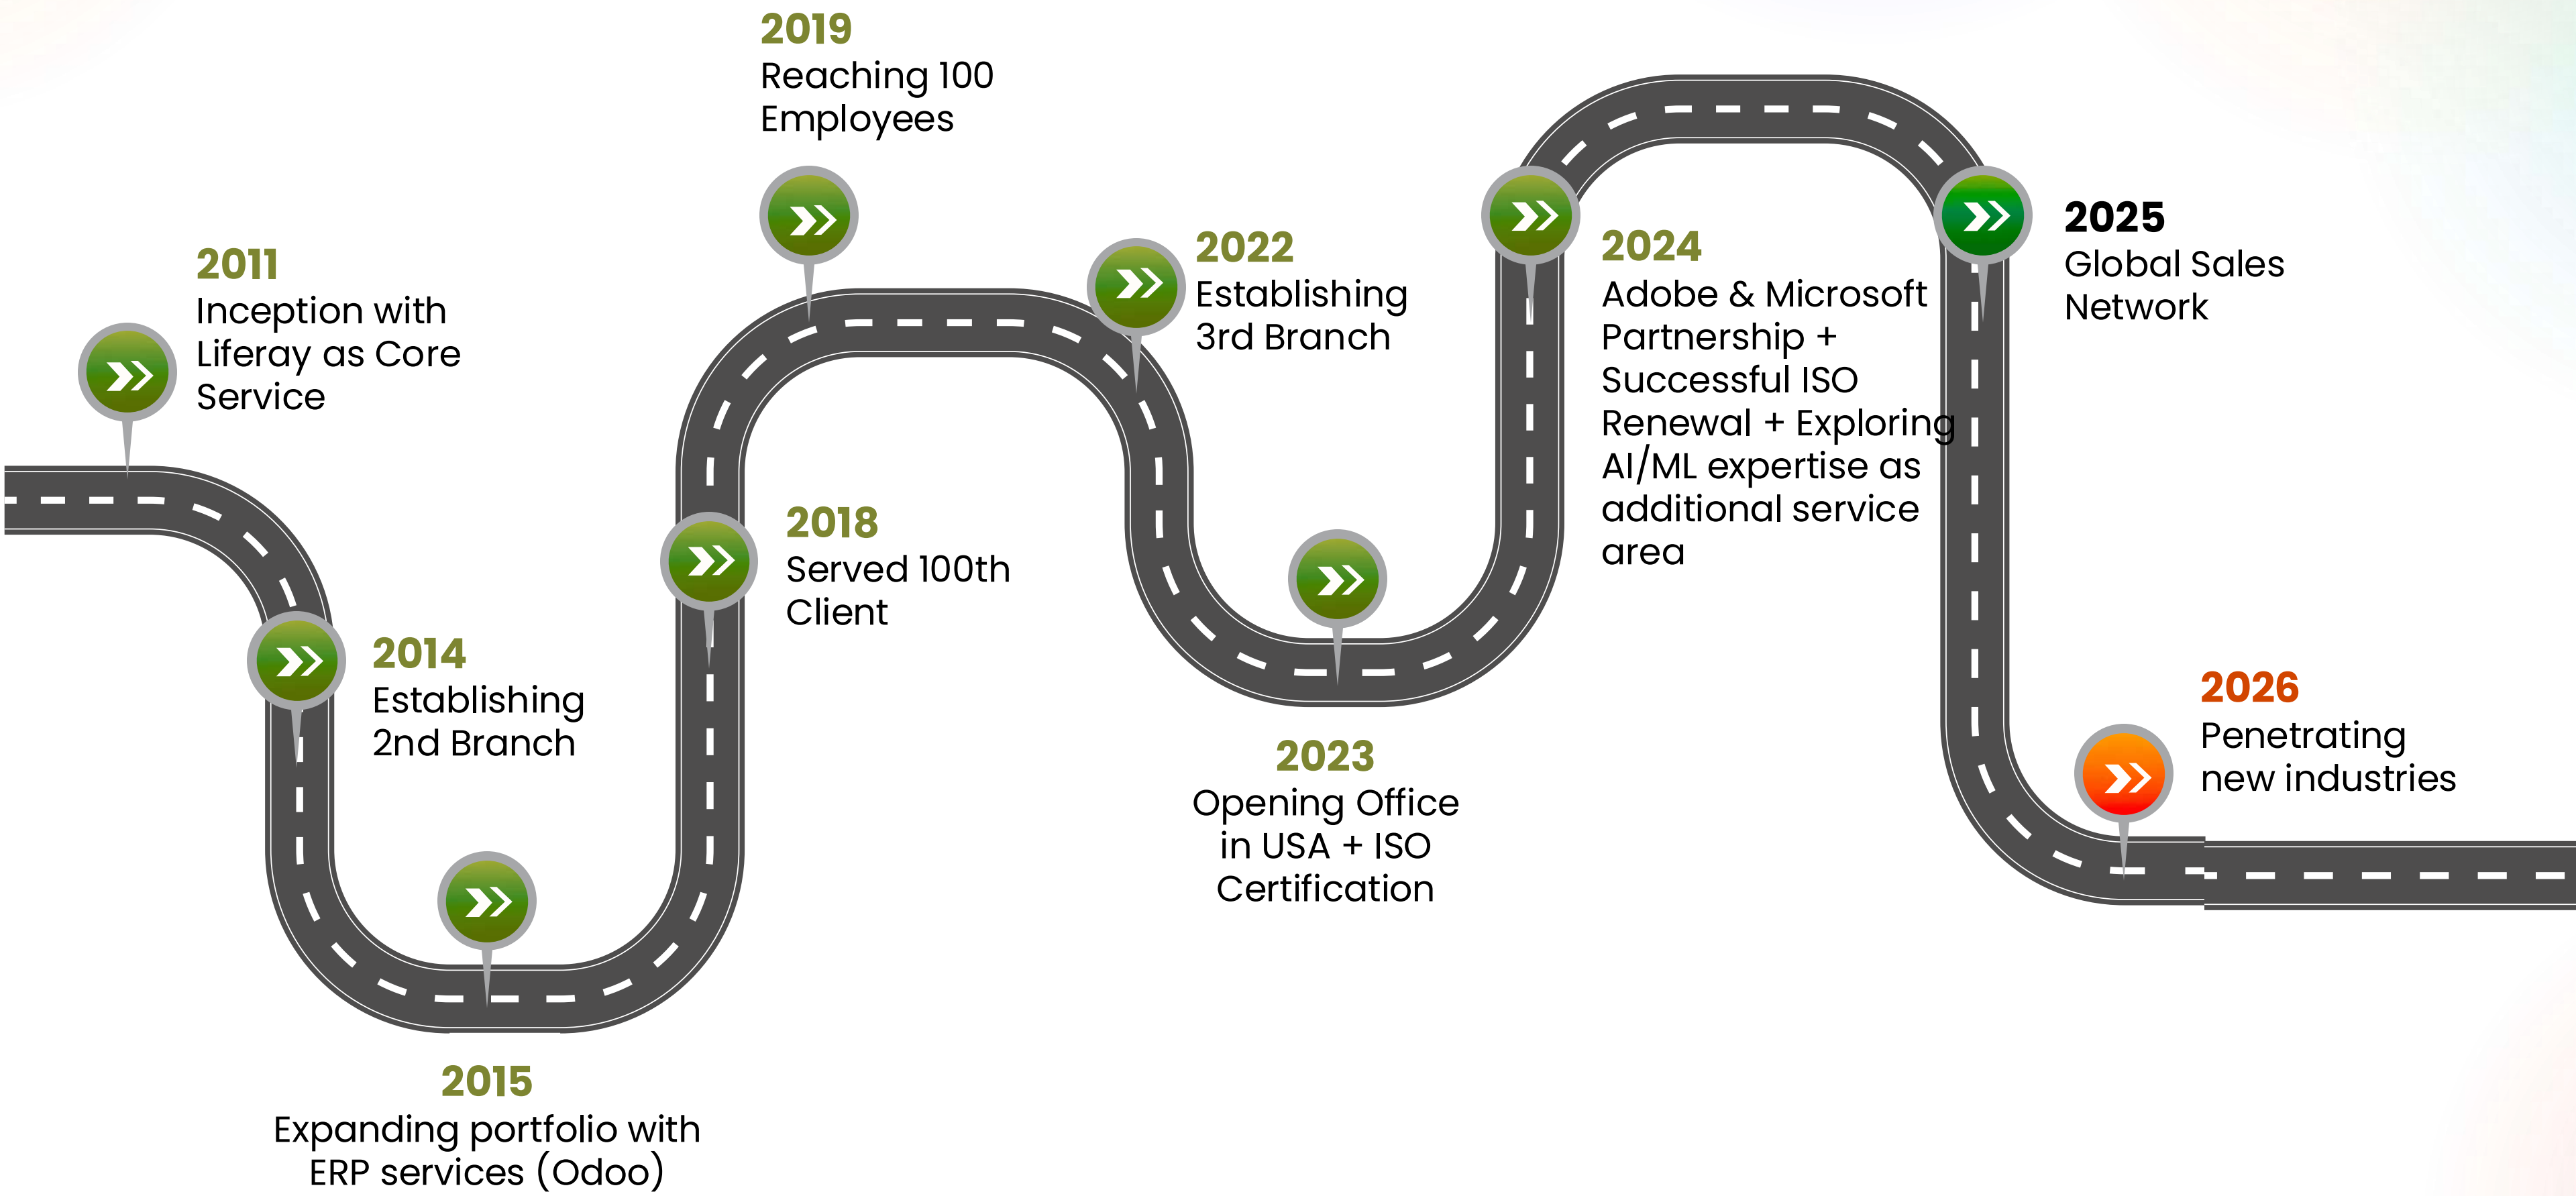 2011
Inception with
Liferay as Core
Service
2014
Establishing
2nd Branch
2015
Expanding portfolio with
ERP services (Odoo)
2018
Served 100th
Client
2019
Reaching 100
Employees
2022
Establishing
3rd Branch
2023
Opening Office
in USA + ISO
Certification
2024
Adobe & Microsoft
Partnership +
Successful ISO
Renewal + Exploring
AI/ML expertise as
additional service
area
2025
Global Sales
Network
2026
Penetrating
new industries